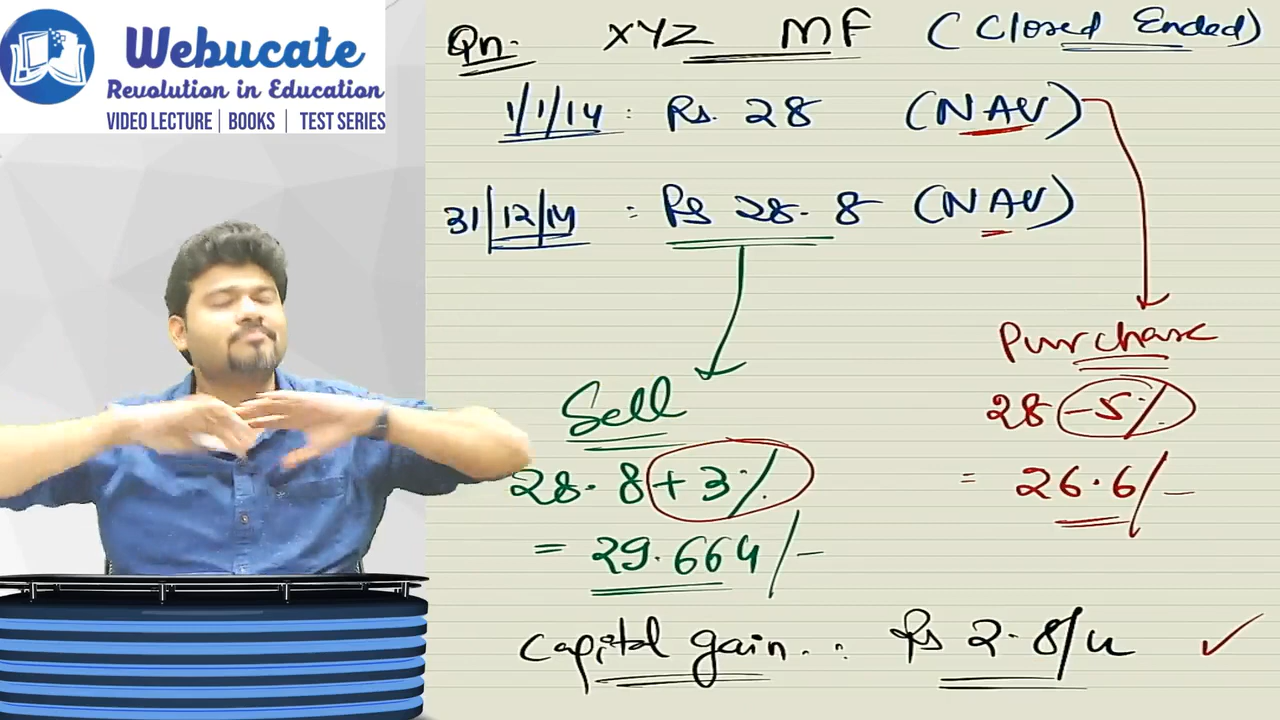 Webucate
Revolution in Education
VIDEO LECTURE | BOOKS | TEST SERIES
Qn. XYZ MF (Closed Ended)
1/1/14 : Rs. 28 (NAV)
31/12/14 : Rs 28.8 (NAV)
Purchase
28 -5%
= 26.6/-
Sell
28.8 +3%
= 29.664/-
Capital gain : Rs 2.8/u